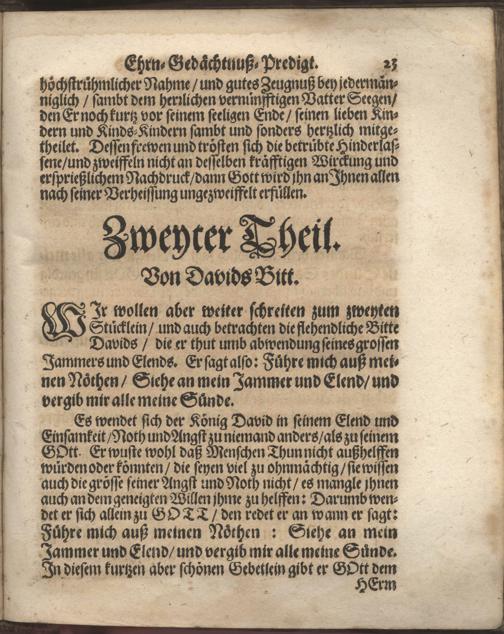 Ehrn-Gedächtnuß-Predigt. 23
höchstrühmlicher Nahme / und gutes Zeugnuß bey jedermän-
niglich / sambt dem herzlichen vernünfftigen Vatter Seegen /
den Er noch kurtz vor seinem seeligen Ende / seinen lieben Kin-
dern und Kinds-Kindern sambt und sonders hertzlich mitge-
theilet. Dessen frewen und trösten sich die betrübte Hinderlas-
sene / und zweiffeln nicht an desselben kräfftigen Würckung und
ersprießlichem Nachdruck / dann Gott wird ihn an Ihnen allen
nach seiner Verheissung ungezweiffelt erfüllen.
Zweyter Theil.
Von Davids Bitt.
WIr wollen aber weiter schreiten zum zweyten
Stücklein / und auch betrachten die flehendliche Bitte
Davids / die er thut umb abwendung seines grossen
Jammers und Elends. Er sagt also: Führe mich auß mei-
nen Nöthen / Siehe an mein Jammer und Elend / und
vergib mir alle meine Sünde.
Es wendet sich der König David in seinem Elend und
Einsamkeit / Noth und Angst zu niemand anders / als zu seinem
GOtt. Er wuste wohl daß Menschen Thun nicht außhelffen
würden oder könnten / die seyen viel zu ohnmächtig / sie wissen
auch die grösse seiner Angst und Noth nicht / es mangle jhnen
auch an dem geneigten Willen jhme zu helffen: Darumb wen-
det er sich allein zu GOTT / den redet er an wann er sagt:
Führe mich auß meinen Nöthen : Siehe an mein
Jammer und Elend / und vergib mir alle meine Sünde.
In diesem kurtzen aber schönen Gebetlein gibt er GOtt dem
HErrn